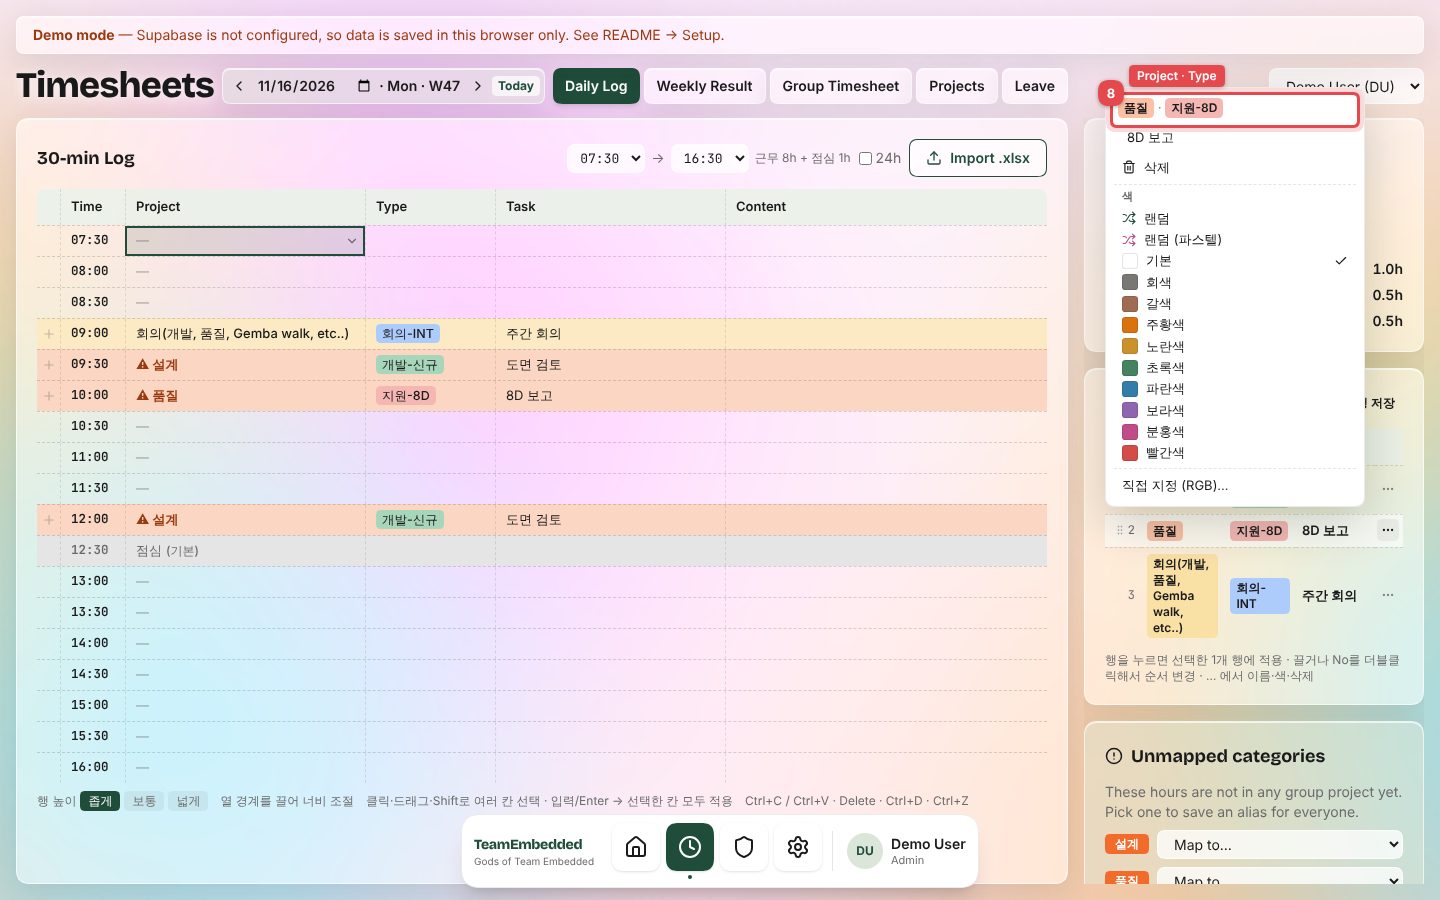 Demo mode — Supabase is not configured, so data is saved in this browser only. See README → Setup.
Timesheets
11/16/2026 · Mon · W47 Today
Daily Log
Weekly Result
Group Timesheet
Projects
Leave
Project · Type
Demo User (DU)
8
품질 · 지원-8D
8D 보고
삭제
색
랜덤
랜덤 (파스텔)
기본
회색
갈색
주황색
노란색
초록색
파란색
보라색
분홍색
빨간색
직접 지정 (RGB)...
30-min Log
07:30 → 16:30 근무 8h + 점심 1h 24h Import .xlsx
Time Project Type Task Content
07:30 —
08:00 —
08:30 —
+ 09:00 회의(개발, 품질, Gemba walk, etc..) 회의-INT 주간 회의
+ 09:30 설계 개발-신규 도면 검토
+ 10:00 품질 지원-8D 8D 보고
10:30 —
11:00 —
11:30 —
+ 12:00 설계 개발-신규 도면 검토
12:30 점심 (기본)
13:00 —
13:30 —
14:00 —
14:30 —
15:00 —
15:30 —
16:00 —
행 높이 좁게 보통 넓게 열 경계를 끌어 너비 조절 클릭·드래그·Shift로 여러 칸 선택 · 입력/Enter → 선택한 칸 모두 적용 Ctrl+C / Ctrl+V · Delete · Ctrl+D · Ctrl+Z
1.0h
0.5h
0.5h
저장
...
2 품질 지원-8D 8D 보고 ...
3 회의(개발, 품질, Gemba walk, etc..) 회의-INT 주간 회의 ...
행을 누르면 선택한 1개 행에 적용 · 끌거나 No를 더블클
릭해서 순서 변경 · ... 에서 이름·색·삭제
Unmapped categories
These hours are not in any group project yet.
Pick one to save an alias for everyone.
설계 Map to...
품질 Map to
TeamEmbedded
Gods of Team Embedded
DU
Demo User
Admin